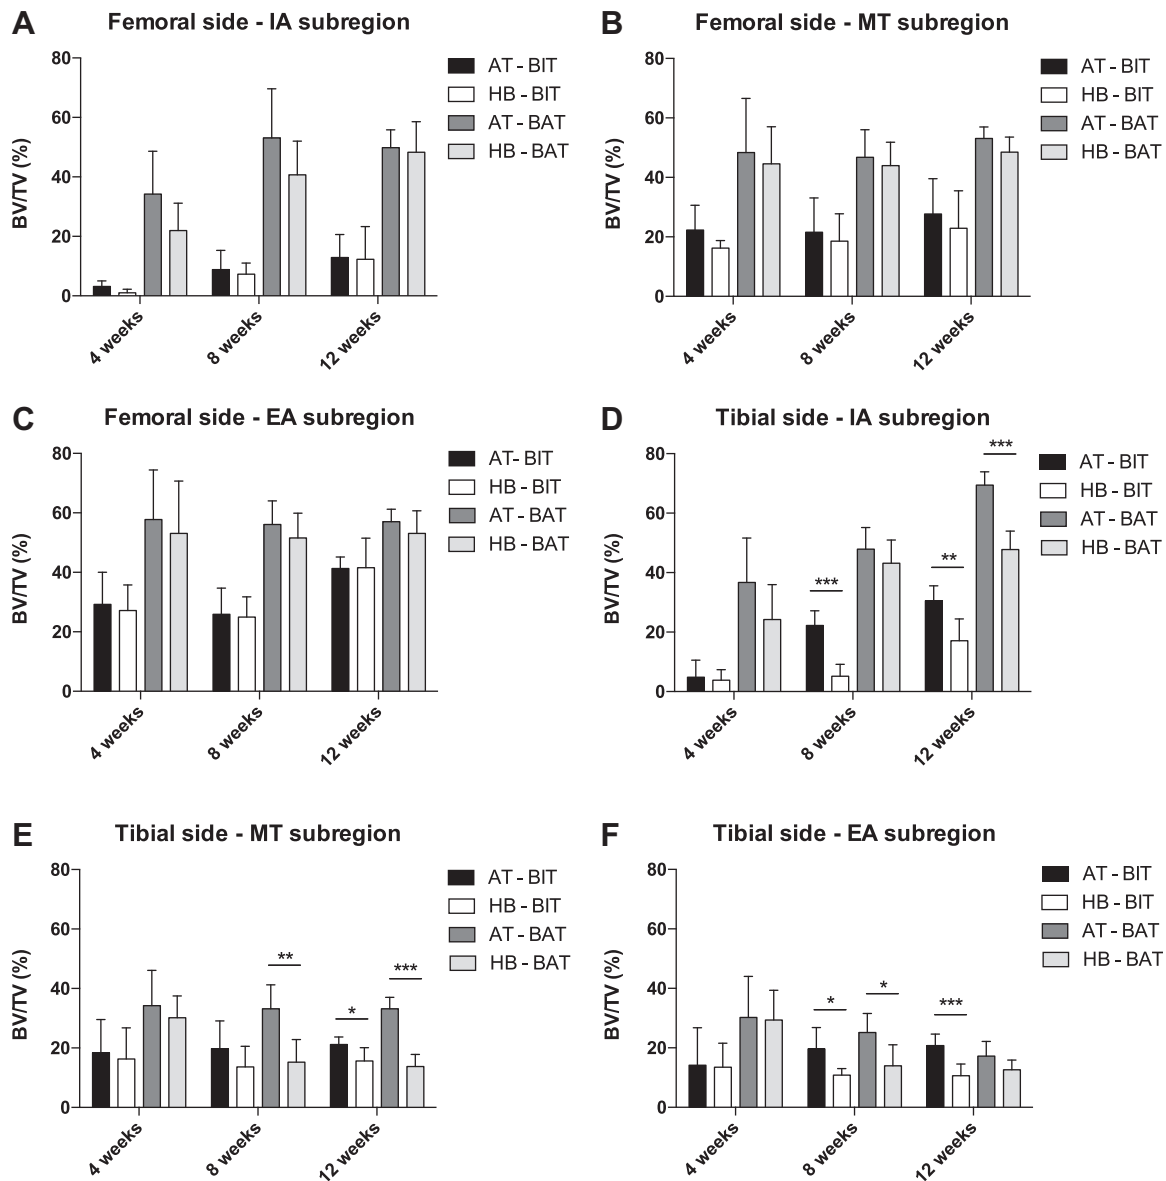 A
Femoral side - IA subregion
80
60
40
20
0
BV/TV (%)
4 weeks
8 weeks
12 weeks
AT - BIT
HB - BIT
AT - BAT
HB - BAT
B
Femoral side - MT subregion
80
60
40
20
0
BV/TV (%)
4 weeks
8 weeks
12 weeks
AT - BIT
HB - BIT
AT - BAT
HB - BAT
C
Femoral side - EA subregion
80
60
40
20
0
BV/TV (%)
4 weeks
8 weeks
12 weeks
AT- BIT
HB - BIT
AT - BAT
HB - BAT
D
Tibial side - IA subregion
80
60
40
20
0
BV/TV (%)
***
**
***
4 weeks
8 weeks
12 weeks
AT - BIT
HB - BIT
AT - BAT
HB - BAT
E
Tibial side - MT subregion
80
60
40
20
0
BV/TV (%)
**
*
***
4 weeks
8 weeks
12 weeks
AT - BIT
HB - BIT
AT - BAT
HB - BAT
F
Tibial side - EA subregion
80
60
40
20
0
BV/TV (%)
*
*
***
4 weeks
8 weeks
12 weeks
AT - BIT
HB - BIT
AT - BAT
HB - BAT